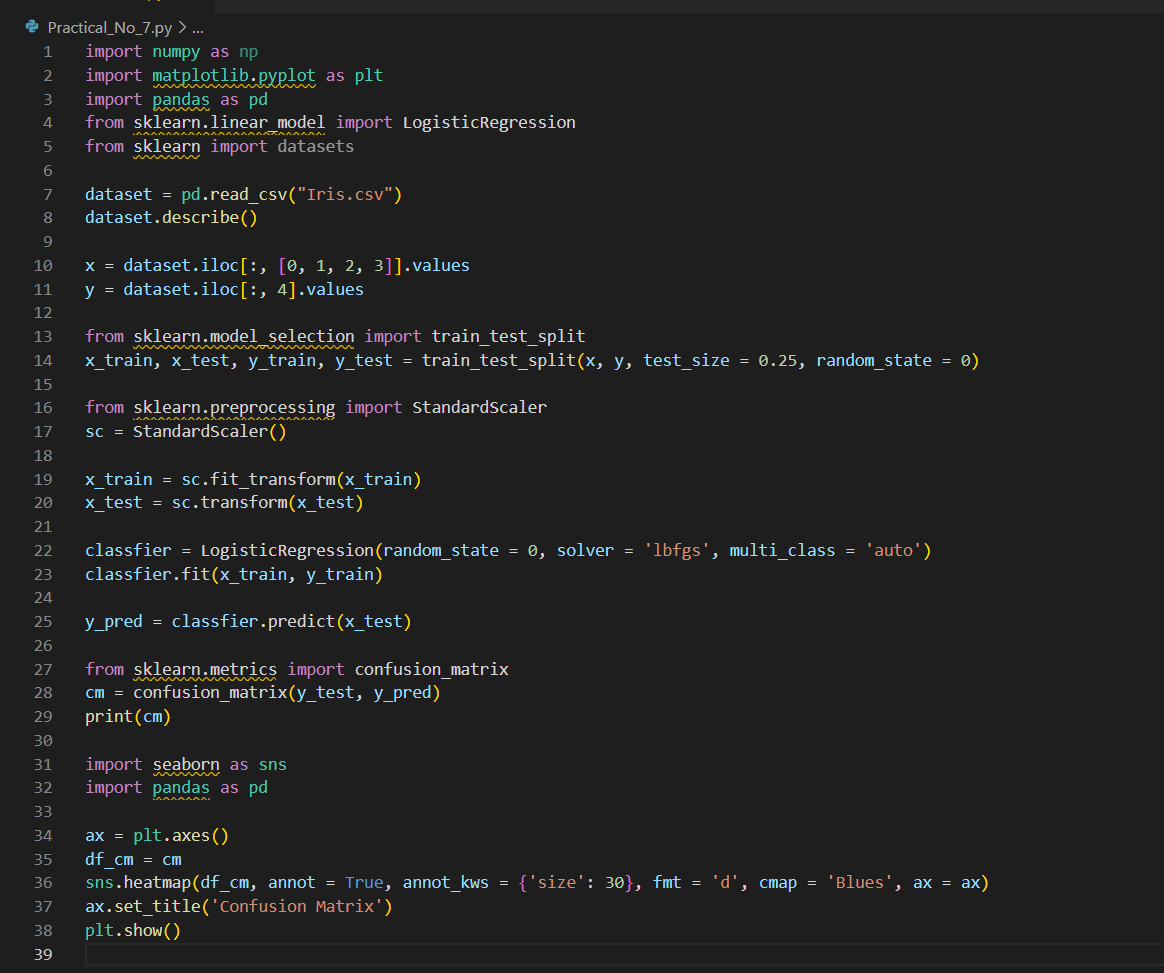 Practical_No_7.py > ...
1 import numpy as np
2 import matplotlib.pyplot as plt
3 import pandas as pd
4 from sklearn.linear_model import LogisticRegression
5 from sklearn import datasets
6
7 dataset = pd.read_csv("Iris.csv")
8 dataset.describe()
9
10 x = dataset.iloc[:, [0, 1, 2, 3]].values
11 y = dataset.iloc[:, 4].values
12
13 from sklearn.model_selection import train_test_split
14 x_train, x_test, y_train, y_test = train_test_split(x, y, test_size = 0.25, random_state = 0)
15
16 from sklearn.preprocessing import StandardScaler
17 sc = StandardScaler()
18
19 x_train = sc.fit_transform(x_train)
20 x_test = sc.transform(x_test)
21
22 classfier = LogisticRegression(random_state = 0, solver = 'lbfgs', multi_class = 'auto')
23 classfier.fit(x_train, y_train)
24
25 y_pred = classfier.predict(x_test)
26
27 from sklearn.metrics import confusion_matrix
28 cm = confusion_matrix(y_test, y_pred)
29 print(cm)
30
31 import seaborn as sns
32 import pandas as pd
33
34 ax = plt.axes()
35 df_cm = cm
36 sns.heatmap(df_cm, annot = True, annot_kws = {'size': 30}, fmt = 'd', cmap = 'Blues', ax = ax)
37 ax.set_title('Confusion Matrix')
38 plt.show()
39